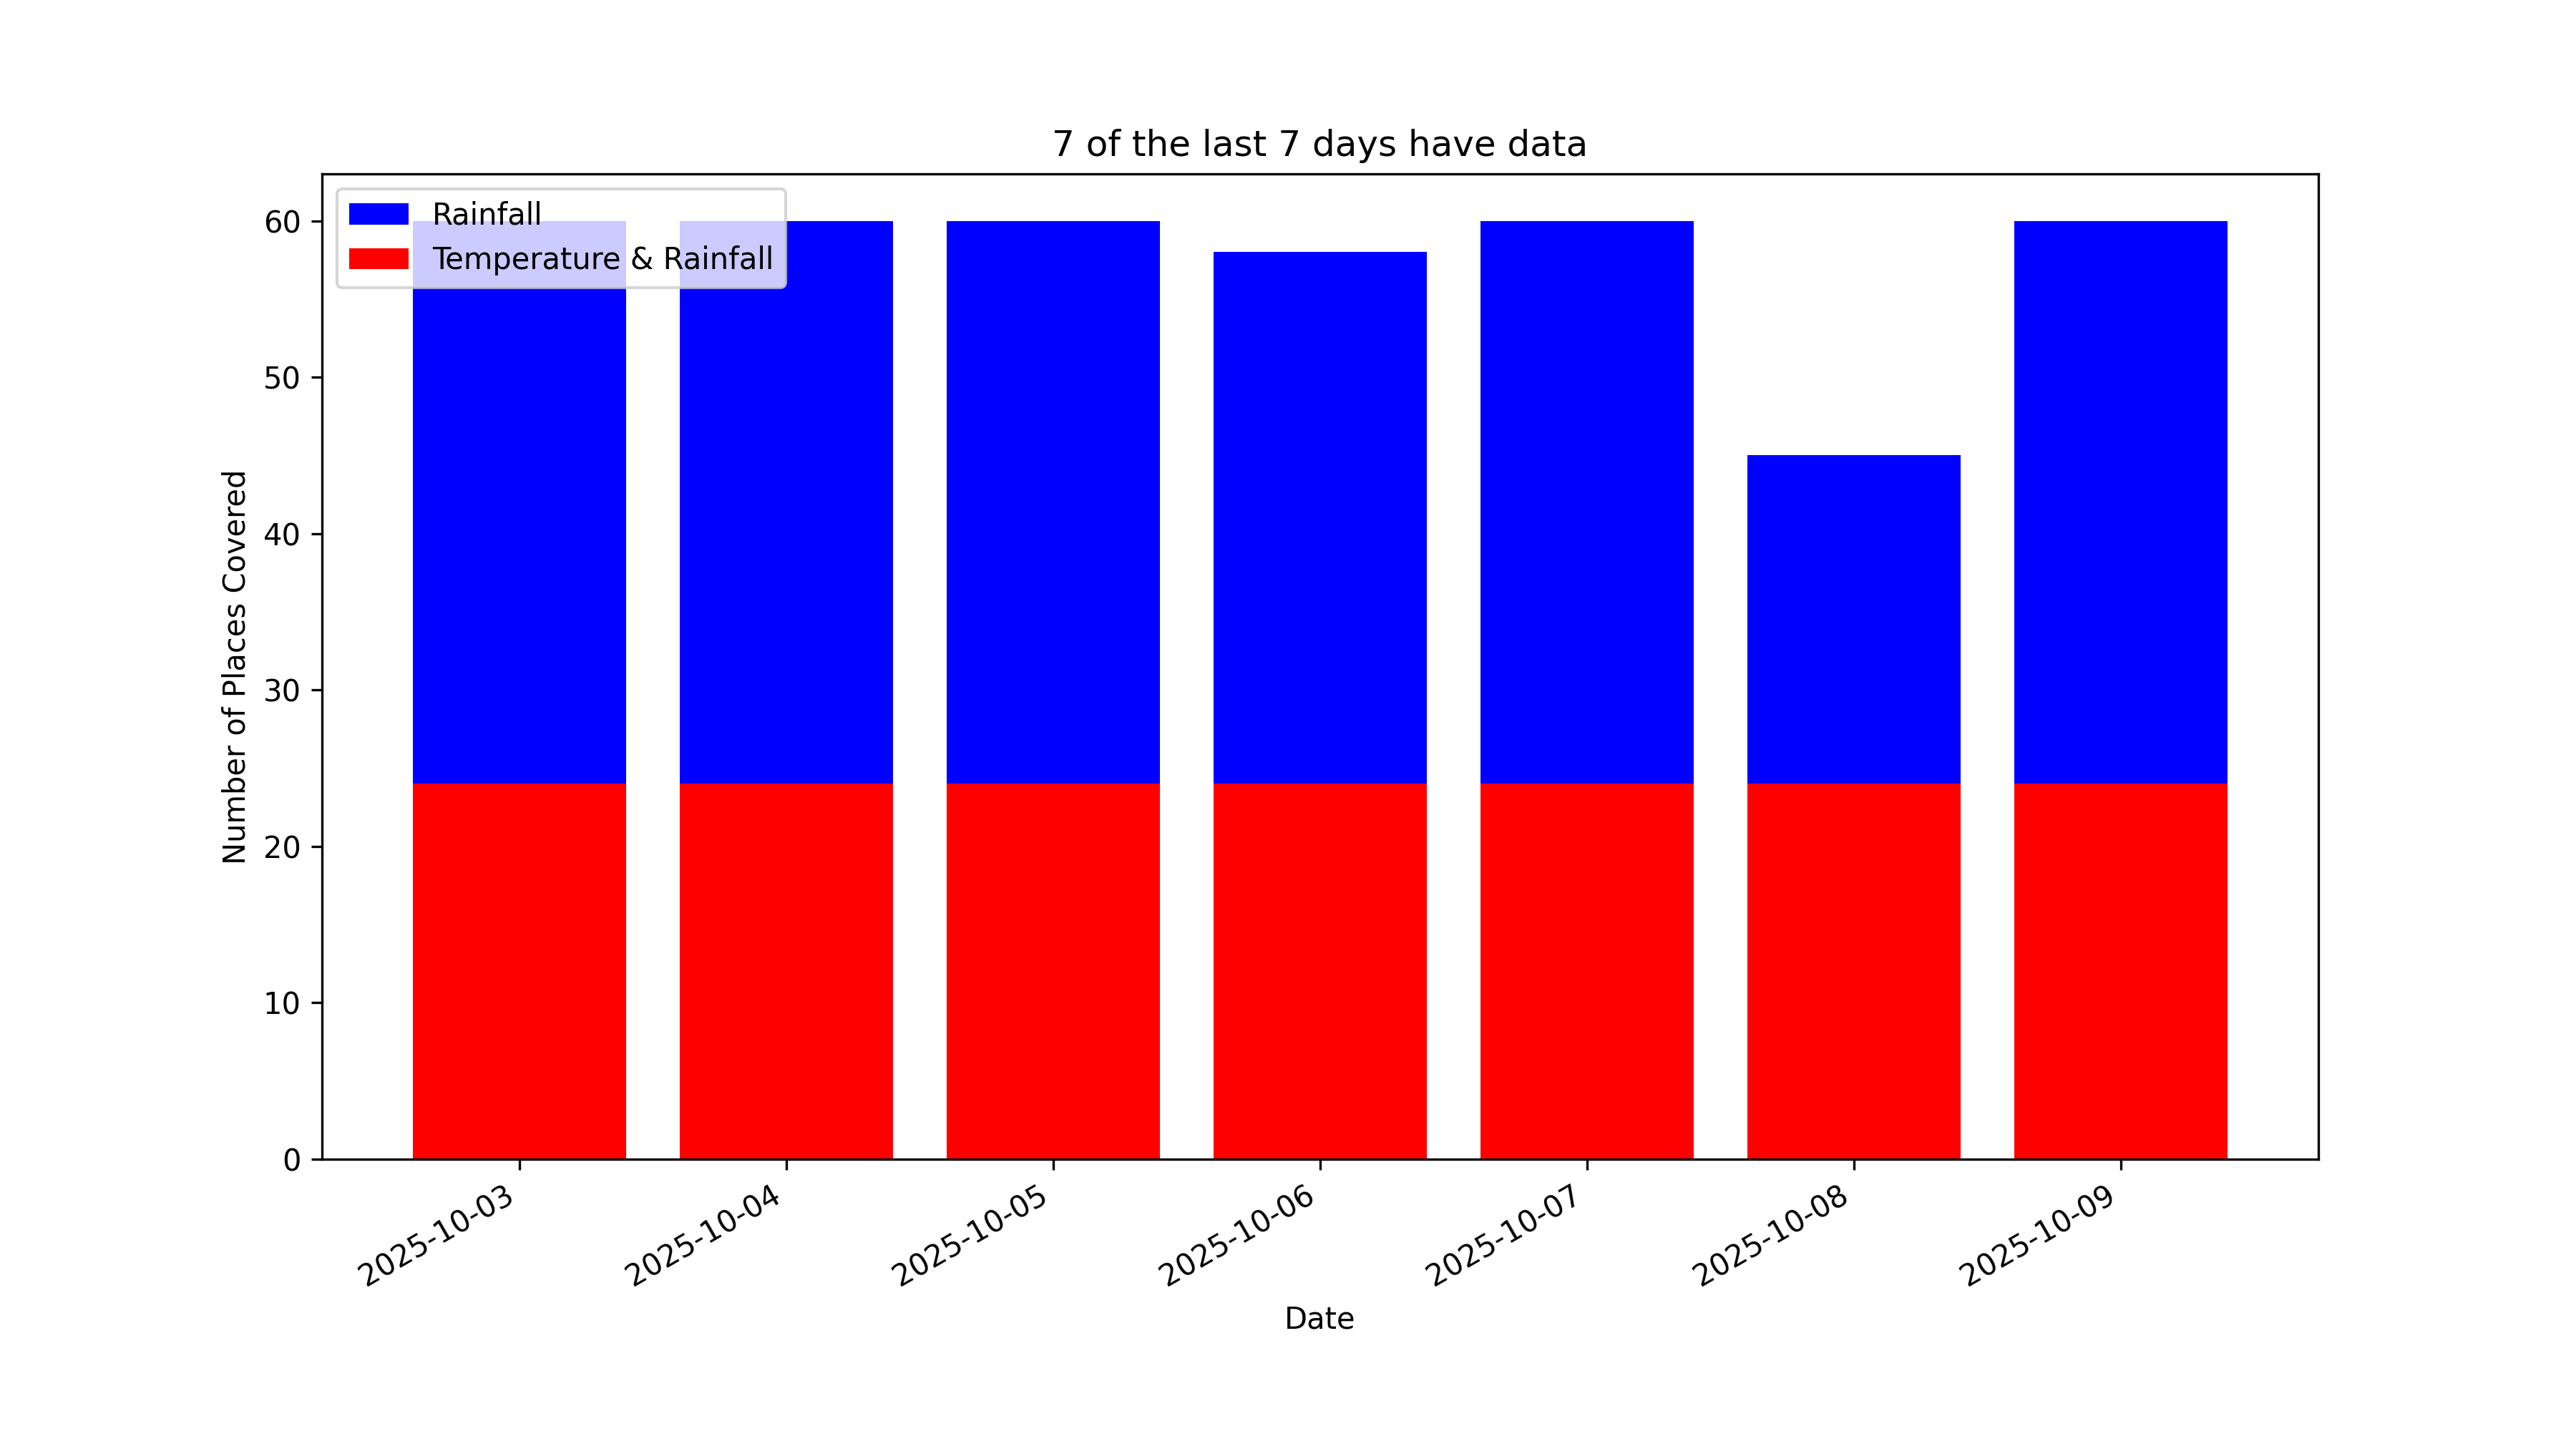 7 of the last 7 days have data
Rainfall
Temperature & Rainfall
Number of Places Covered
60
50
40
30
20
10
0
2025-10-03
2025-10-04
2025-10-05
2025-10-06
2025-10-07
2025-10-08
2025-10-09
Date